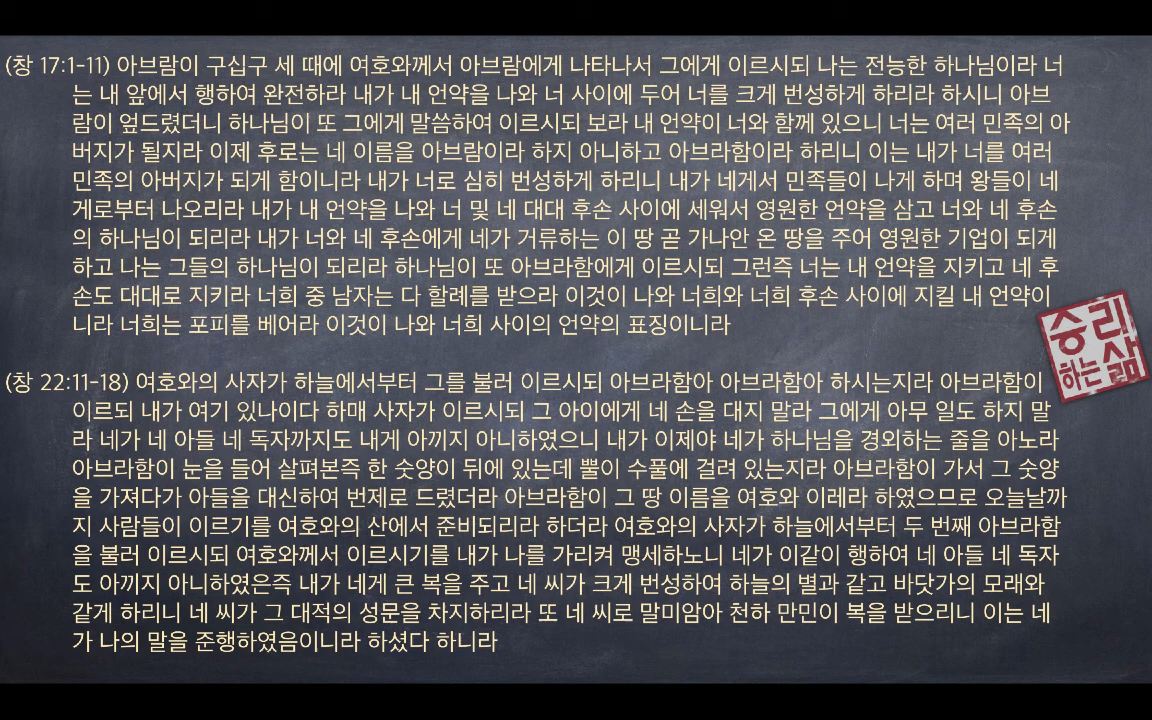 (창 17:1-11) 아브람이 구십구 세 때에 여호와께서 아브람에게 나타나서 그에게 이르시되 나는 전능한 하나님이라 너
는 내 앞에서 행하여 완전하라 내가 내 언약을 나와 너 사이에 두어 너를 크게 번성하게 하리라 하시니 아브
람이 엎드렸더니 하나님이 또 그에게 말씀하여 이르시되 보라 내 언약이 너와 함께 있으니 너는 여러 민족의 아
버지가 될지라 이제 후로는 네 이름을 아브람이라 하지 아니하고 아브라함이라 하리니 이는 내가 너를 여러
민족의 아버지가 되게 함이니라 내가 너로 심히 번성하게 하리니 내가 네게서 민족들이 나게 하며 왕들이 네
게로부터 나오리라 내가 내 언약을 나와 너 및 네 대대 후손 사이에 세워서 영원한 언약을 삼고 너와 네 후손
의 하나님이 되리라 내가 너와 네 후손에게 네가 거류하는 이 땅 곧 가나안 온 땅을 주어 영원한 기업이 되게
하고 나는 그들의 하나님이 되리라 하나님이 또 아브라함에게 이르시되 그런즉 너는 내 언약을 지키고 네 후
손도 대대로 지키라 너희 중 남자는 다 할례를 받으라 이것이 나와 너희와 너희 후손 사이에 지킬 내 언약이
니라 너희는 포피를 베어라 이것이 나와 너희 사이의 언약의 표징이니라
승리
하는 삶
(창 22:11-18) 여호와의 사자가 하늘에서부터 그를 불러 이르시되 아브라함아 아브라함아 하시는지라 아브라함이
이르되 내가 여기 있나이다 하매 사자가 이르시되 그 아이에게 네 손을 대지 말라 그에게 아무 일도 하지 말
라 네가 네 아들 네 독자까지도 내게 아끼지 아니하였으니 내가 이제야 네가 하나님을 경외하는 줄을 아노라
아브라함이 눈을 들어 살펴본즉 한 숫양이 뒤에 있는데 뿔이 수풀에 걸려 있는지라 아브라함이 가서 그 숫양
을 가져다가 아들을 대신하여 번제로 드렸더라 아브라함이 그 땅 이름을 여호와 이레라 하였으므로 오늘날까
지 사람들이 이르기를 여호와의 산에서 준비되리라 하더라 여호와의 사자가 하늘에서부터 두 번째 아브라함
을 불러 이르시되 여호와께서 이르시기를 내가 나를 가리켜 맹세하노니 네가 이같이 행하여 네 아들 네 독자
도 아끼지 아니하였은즉 내가 네게 큰 복을 주고 네 씨가 크게 번성하여 하늘의 별과 같고 바닷가의 모래와
같게 하리니 네 씨가 그 대적의 성문을 차지하리라 또 네 씨로 말미암아 천하 만민이 복을 받으리니 이는 네
가 나의 말을 준행하였음이니라 하셨다 하니라